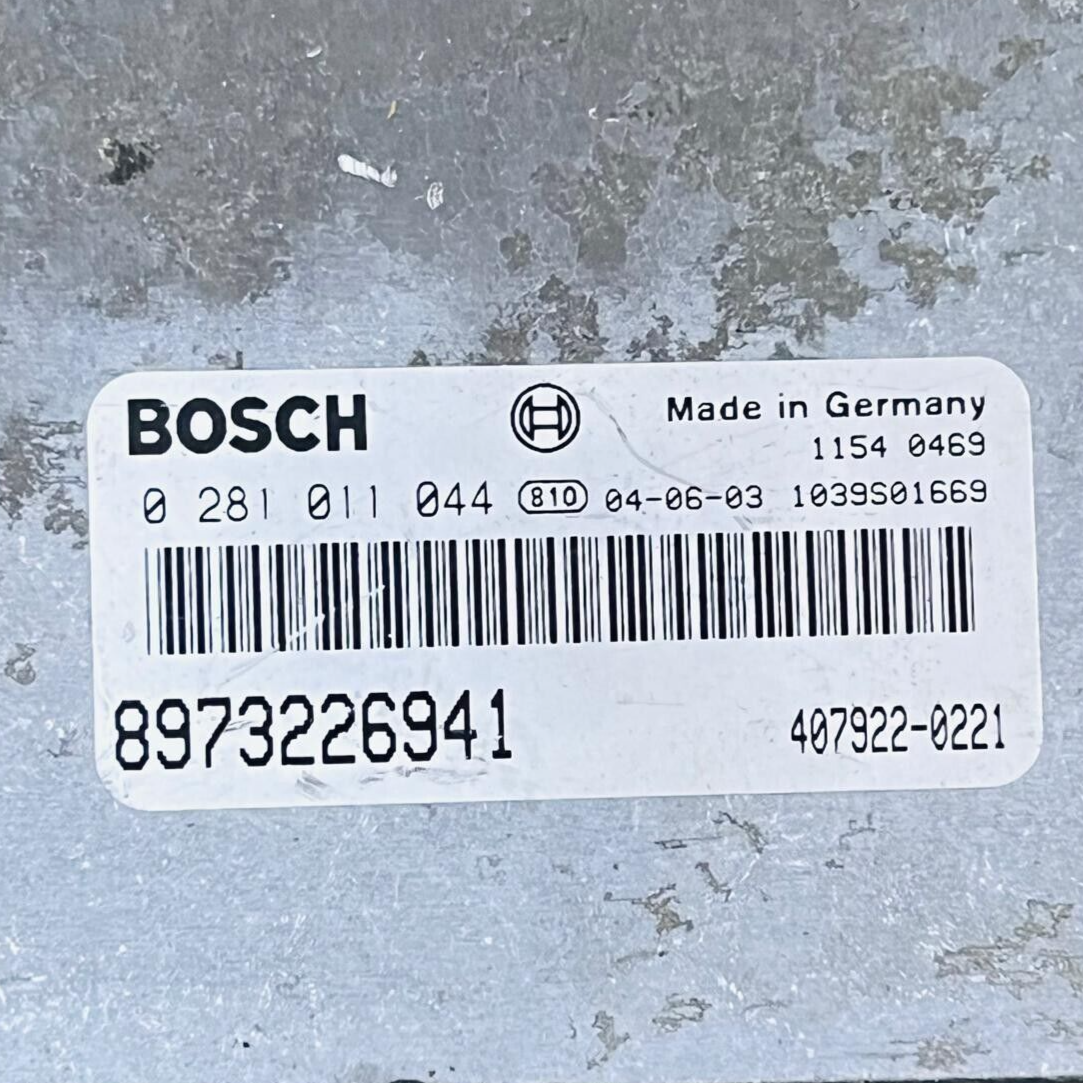 BOSCH Made in Germany
1154 0469
0 281 011 044 810 04-06-03 1039S01669
8973226941 407922-0221